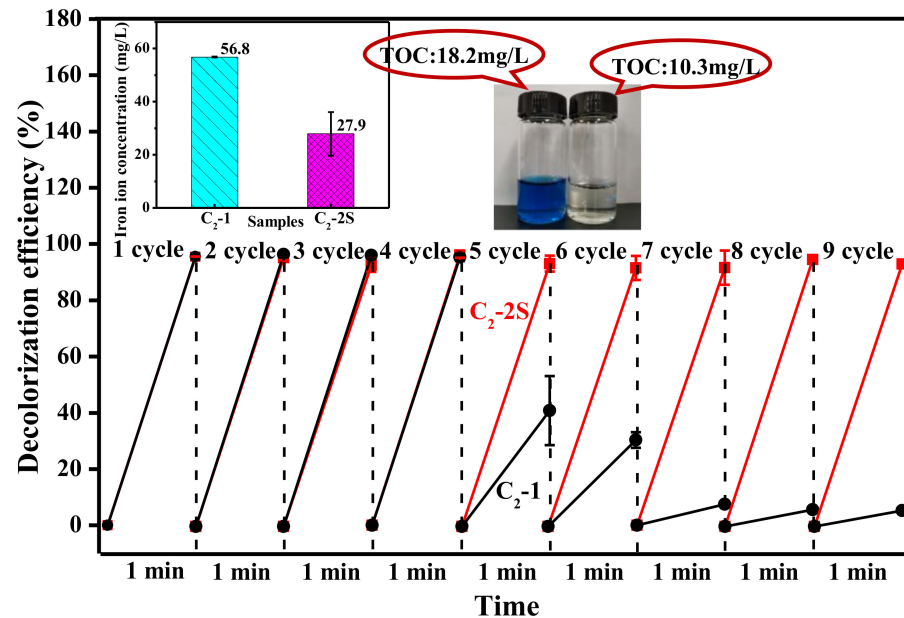 180
160
140
120
100
80
60
40
20
0
Decolorization efficiency (%)
Iron ion concentration (mg/L)
60
40
20
0
56.8
27.9
C₂-1
Samples
C₂-2S
TOC:18.2mg/L
TOC:10.3mg/L
1 cycle
2 cycle
3 cycle
4 cycle
5 cycle
6 cycle
7 cycle
8 cycle
9 cycle
C₂-2S
C₂-1
1 min
1 min
1 min
1 min
1 min
1 min
1 min
1 min
1 min
Time